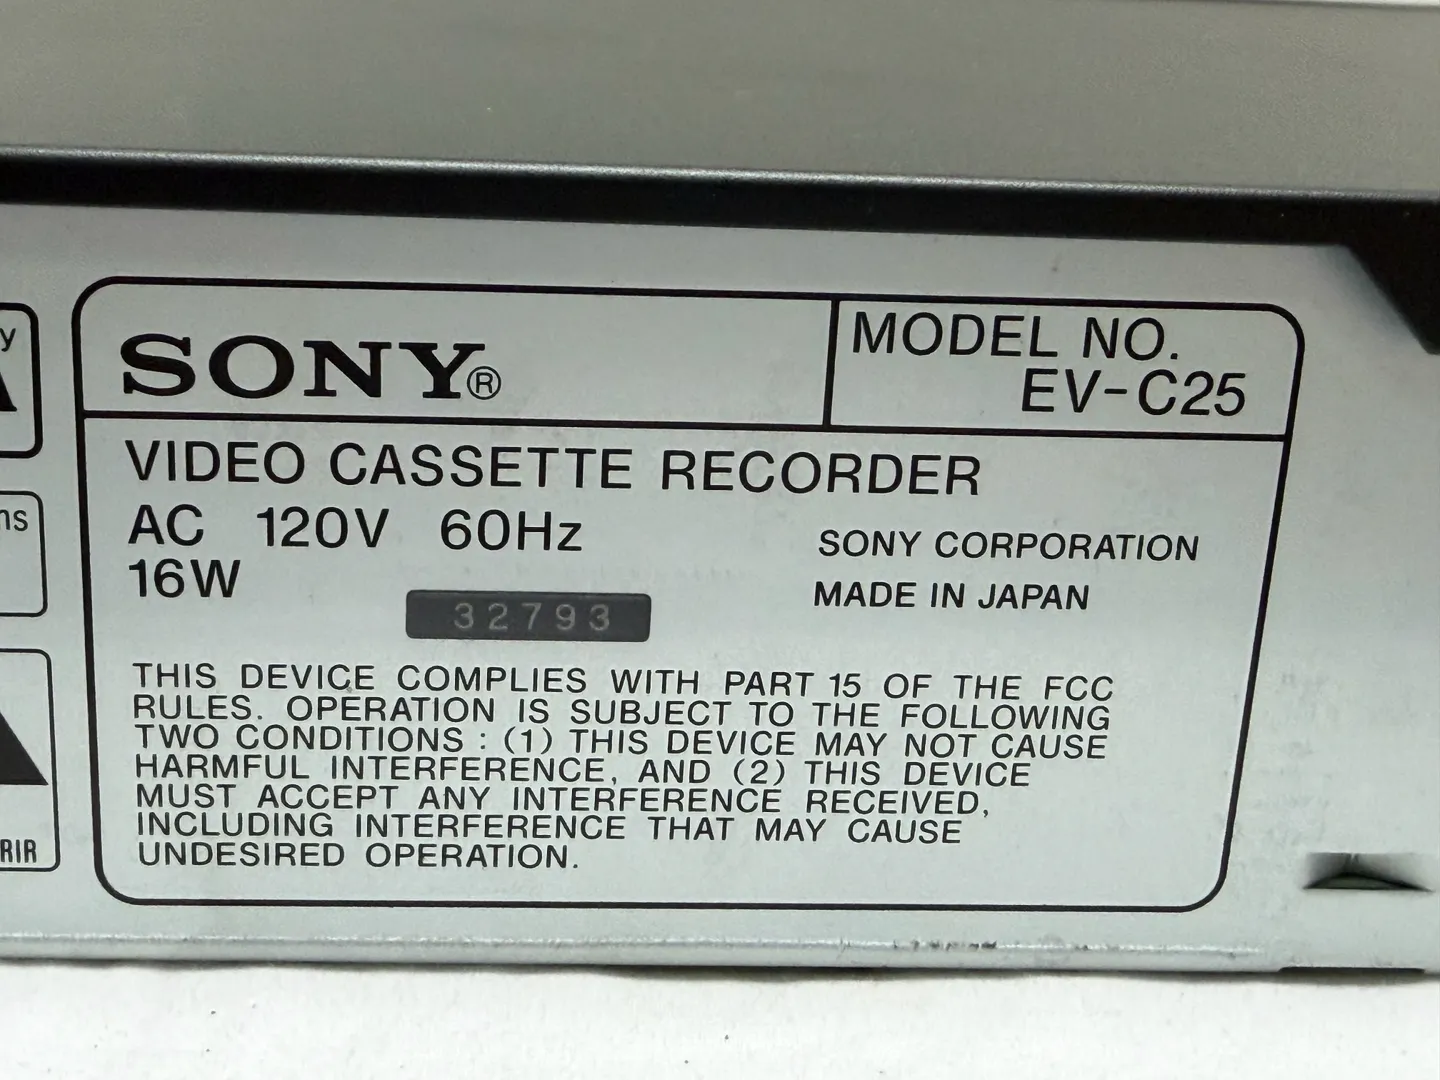 SONY®
MODEL NO.
EV-C25
VIDEO CASSETTE RECORDER
AC 120V 60Hz
16W
SONY CORPORATION
MADE IN JAPAN
32793
THIS DEVICE COMPLIES WITH PART 15 OF THE FCC
RULES. OPERATION IS SUBJECT TO THE FOLLOWING
TWO CONDITIONS : (1) THIS DEVICE MAY NOT CAUSE
HARMFUL INTERFERENCE, AND (2) THIS DEVICE
MUST ACCEPT ANY INTERFERENCE RECEIVED,
INCLUDING INTERFERENCE THAT MAY CAUSE
UNDESIRED OPERATION.